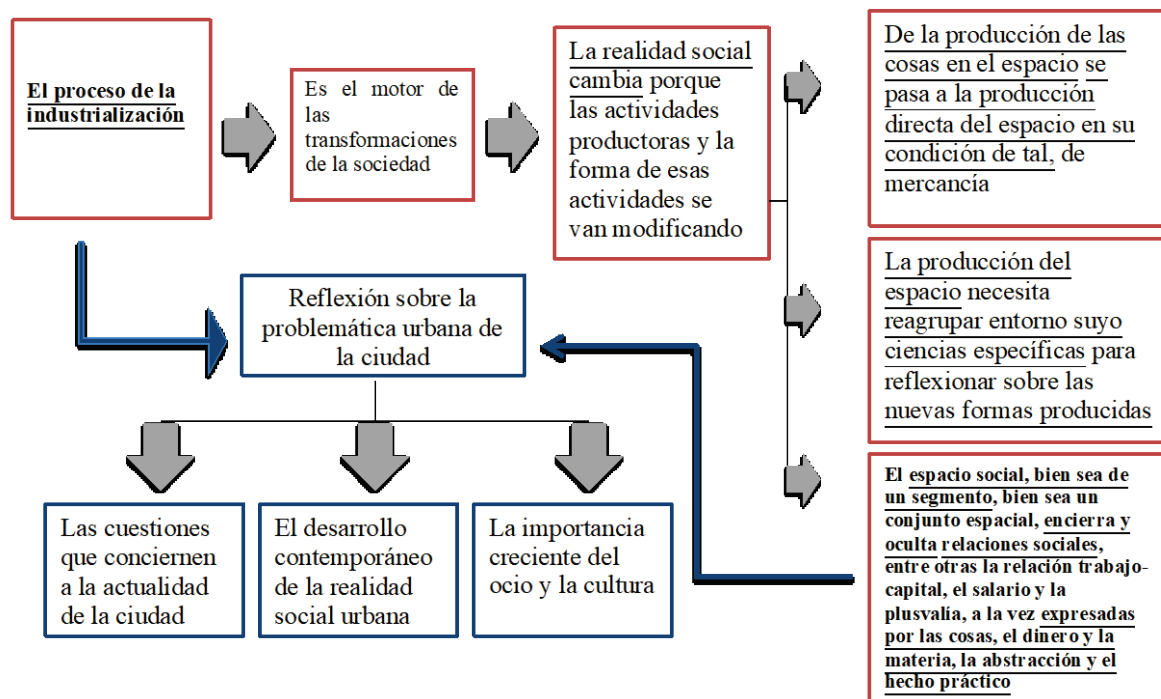 El proceso de la
industrialización
Es el motor de
las
transformaciones
de la sociedad
La realidad social
cambia porque
las actividades
productoras y la
forma de esas
actividades se
van modificando
De la producción de las
cosas en el espacio se
pasa a la producción
directa del espacio en su
condición de tal, de
mercancía
La producción del
espacio necesita
reagrupar entorno suyo
ciencias específicas para
reflexionar sobre las
nuevas formas producidas
El espacio social, bien sea de
un segmento, bien sea un
conjunto espacial, encierra y
oculta relaciones sociales,
entre otras la relación trabajo-
capital, el salario y la
plusvalía, a la vez expresadas
por las cosas, el dinero y la
materia, la abstracción y el
hecho práctico
Reflexión sobre la
problemática urbana de
la ciudad
Las cuestiones
que conciernen
a la actualidad
de la ciudad
El desarrollo
contemporáneo
de la realidad
social urbana
La importancia
creciente del
ocio y la cultura